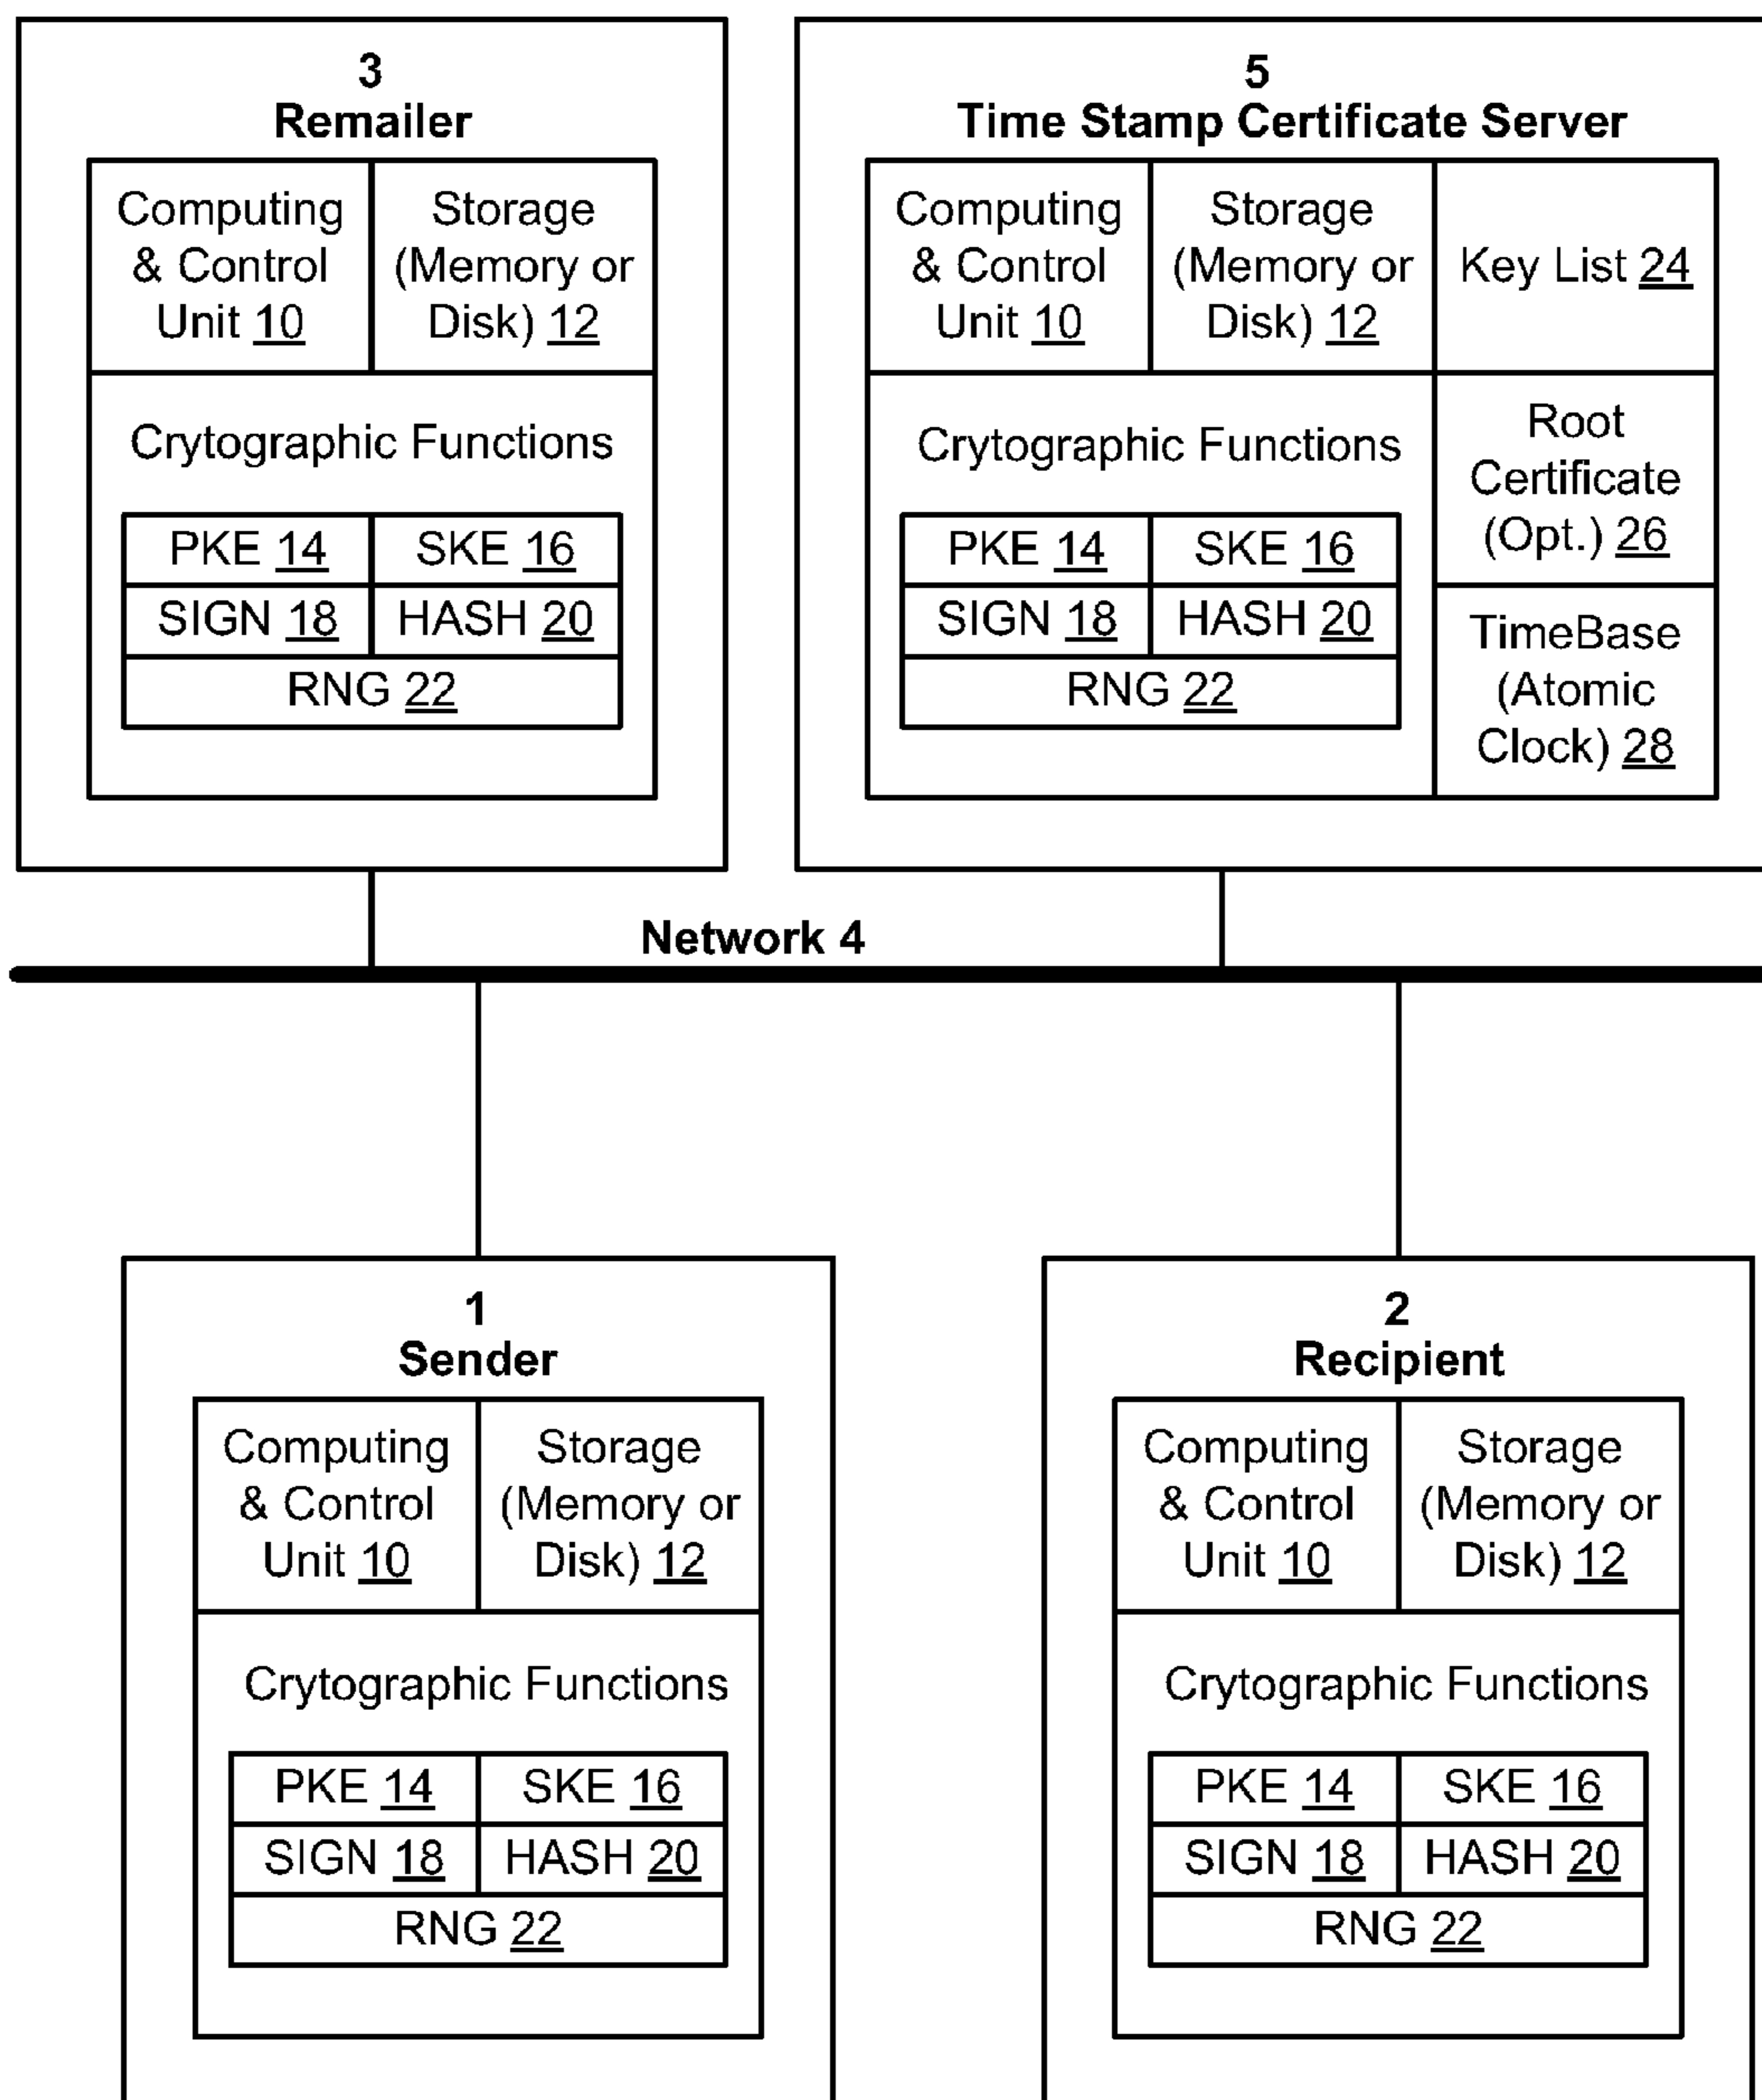 3
Remailer
Computing
& Control
Unit 10
Storage
(Memory or
Disk) 12
Crytographic Functions
PKE 14
SKE 16
SIGN 18
HASH 20
RNG 22
5
Time Stamp Certificate Server
Computing
& Control
Unit 10
Storage
(Memory or
Disk) 12
Key List 24
Crytographic Functions
PKE 14
SKE 16
SIGN 18
HASH 20
RNG 22
Root
Certificate
(Opt.) 26
TimeBase
(Atomic
Clock) 28
Network 4
1
Sender
Computing
& Control
Unit 10
Storage
(Memory or
Disk) 12
Crytographic Functions
PKE 14
SKE 16
SIGN 18
HASH 20
RNG 22
2
Recipient
Computing
& Control
Unit 10
Storage
(Memory or
Disk) 12
Crytographic Functions
PKE 14
SKE 16
SIGN 18
HASH 20
RNG 22